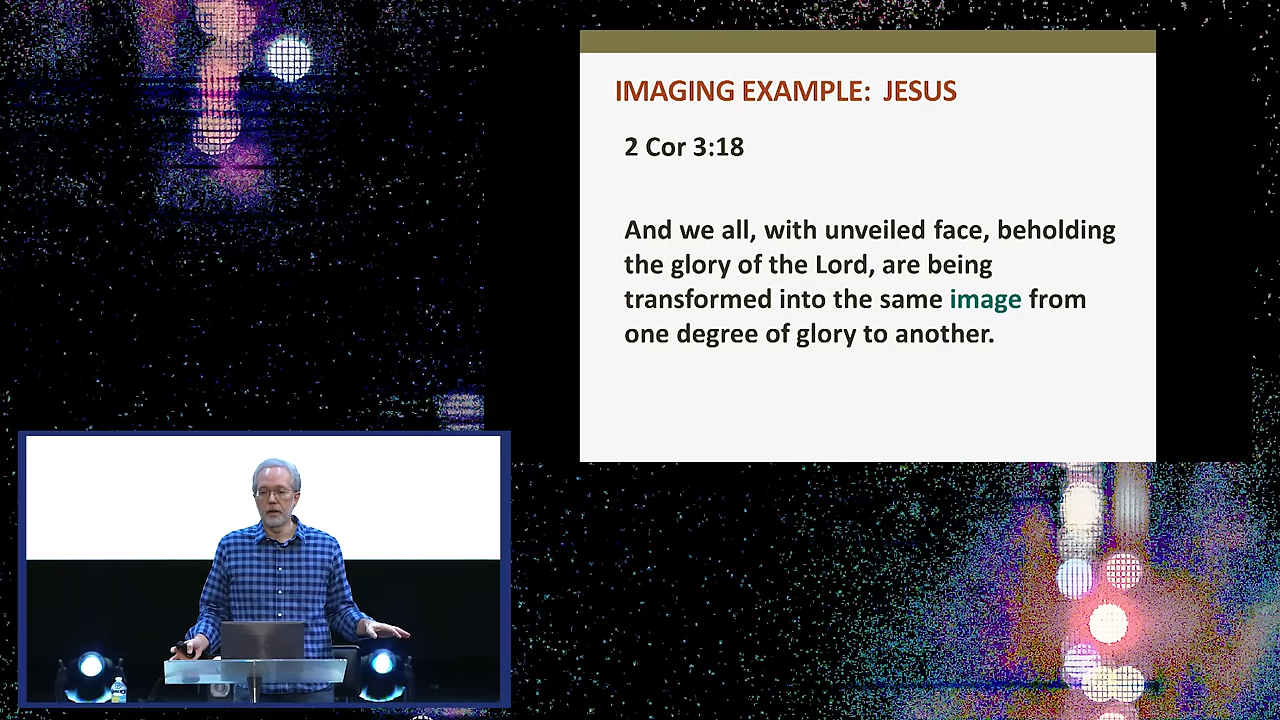 IMAGING EXAMPLE:  JESUS
2 Cor 3:18
And we all, with unveiled face, beholding
the glory of the Lord, are being
transformed into the same image from
one degree of glory to another.